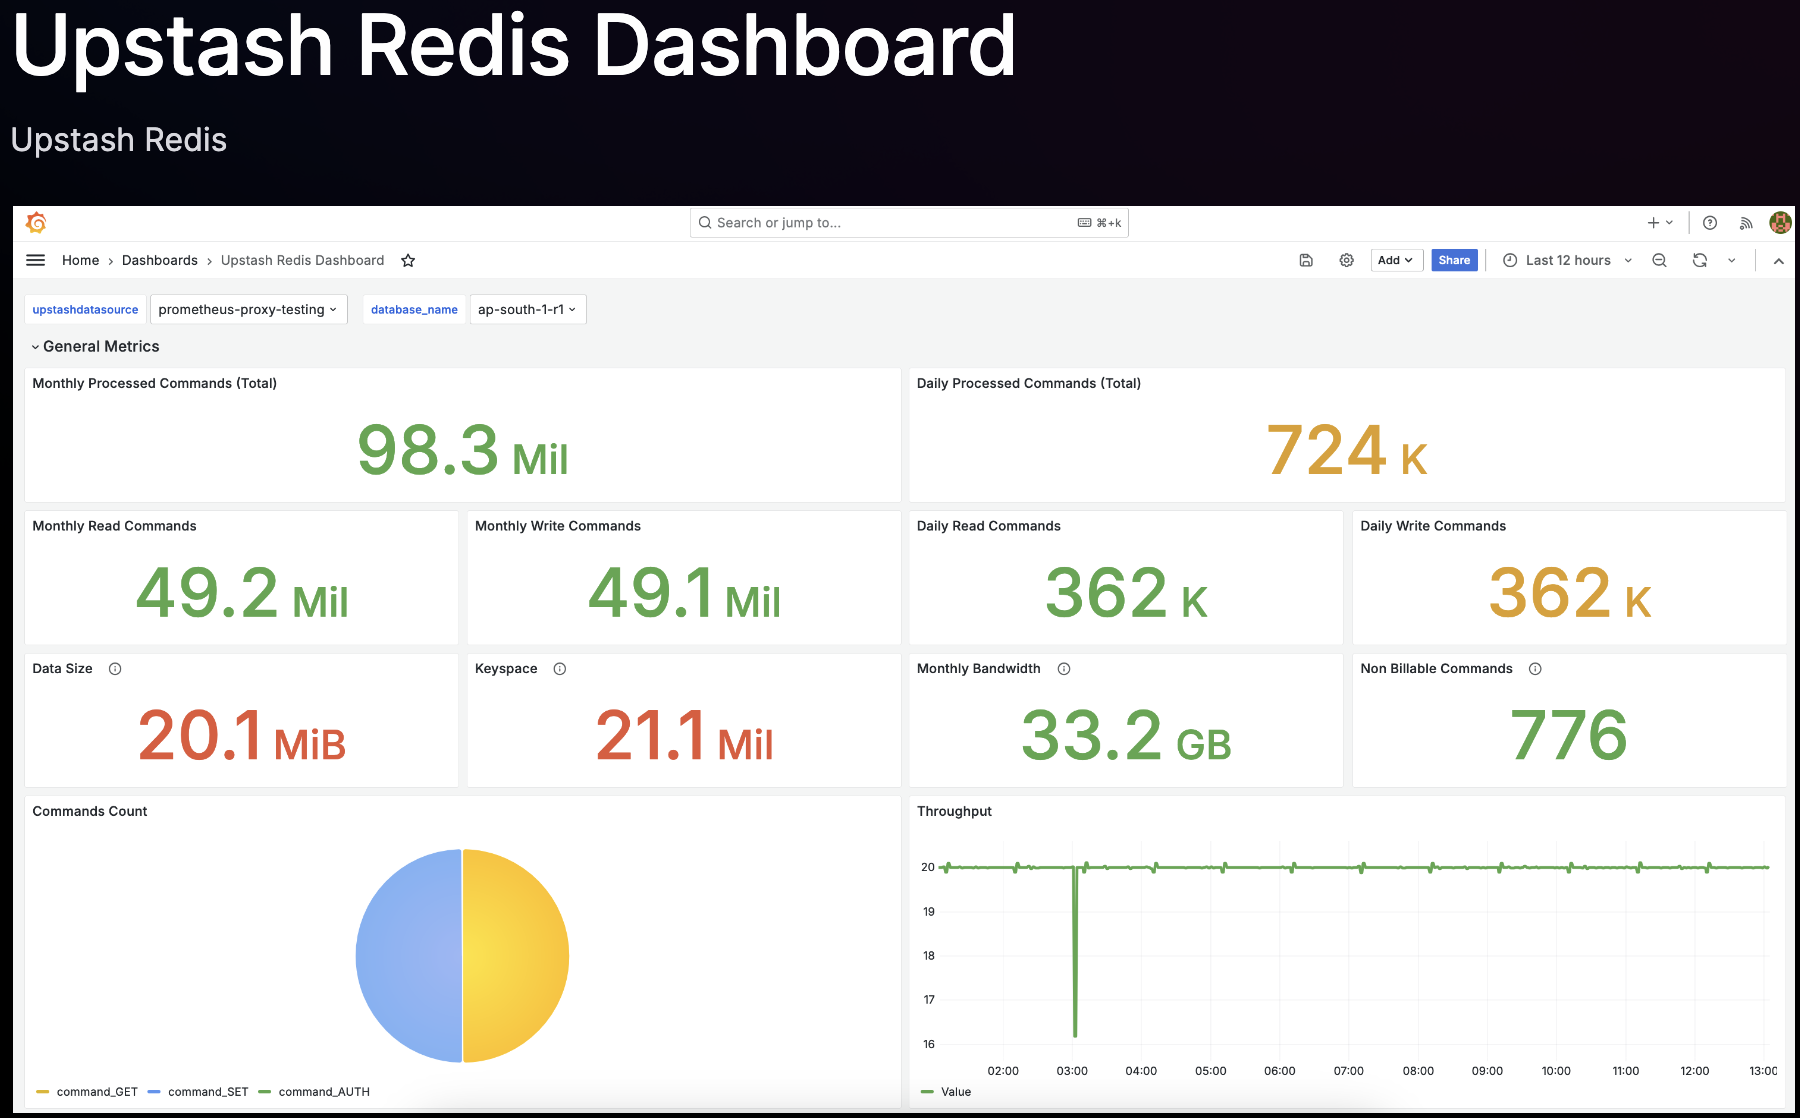 Upstash Redis Dashboard
Upstash Redis
Search or jump to... ⌘+k
Home › Dashboards › Upstash Redis Dashboard Add Share Last 12 hours
upstashdatasource prometheus-proxy-testing database_name ap-south-1-r1
General Metrics
Monthly Processed Commands (Total)
98.3 Mil
Daily Processed Commands (Total)
724 K
Monthly Read Commands
49.2 Mil
Monthly Write Commands
49.1 Mil
Daily Read Commands
362 K
Daily Write Commands
362 K
Data Size
20.1 MiB
Keyspace
21.1 Mil
Monthly Bandwidth
33.2 GB
Non Billable Commands
776
Commands Count
command_GET command_SET command_AUTH
Throughput
20
19
18
17
16
02:00 03:00 04:00 05:00 06:00 07:00 08:00 09:00 10:00 11:00 12:00 13:00
Value